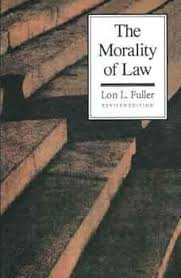 The
Morality
of Law
Lon L. Fuller
REVISED EDITION